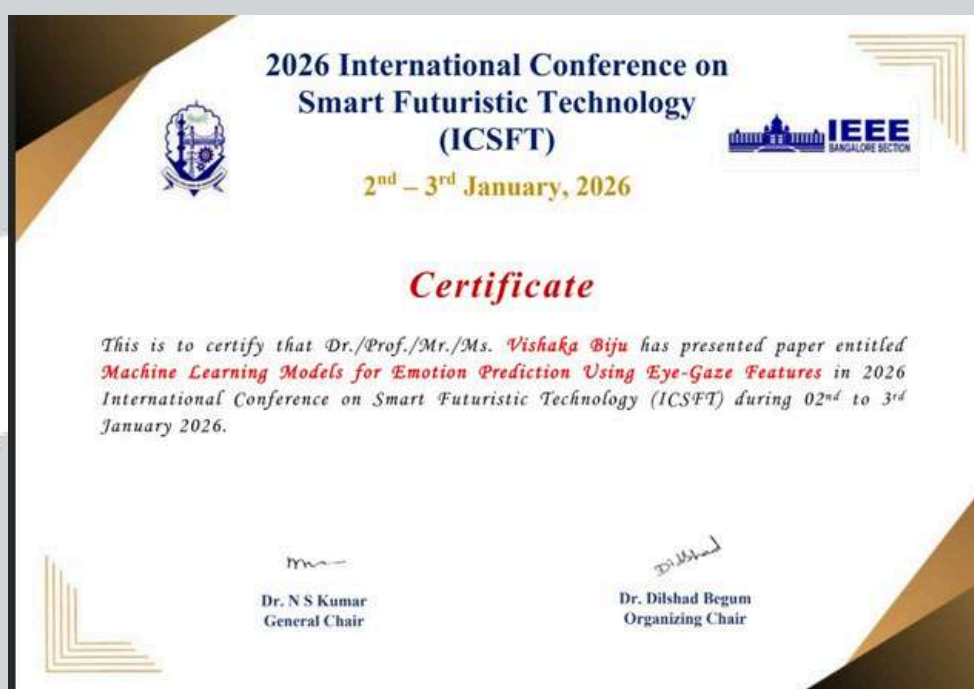 2026 International Conference on
Smart Futuristic Technology
(ICSFT)
IEEE
BANGALORE SECTION
2nd – 3rd January, 2026
Certificate
This is to certify that Dr./Prof./Mr./Ms. Vishaka Biju has presented paper entitled
Machine Learning Models for Emotion Prediction Using Eye-Gaze Features in 2026
International Conference on Smart Futuristic Technology (ICSFT) during 02nd to 3rd
January 2026.
Dilshad
Dr. N S Kumar
General Chair
Dr. Dilshad Begum
Organizing Chair